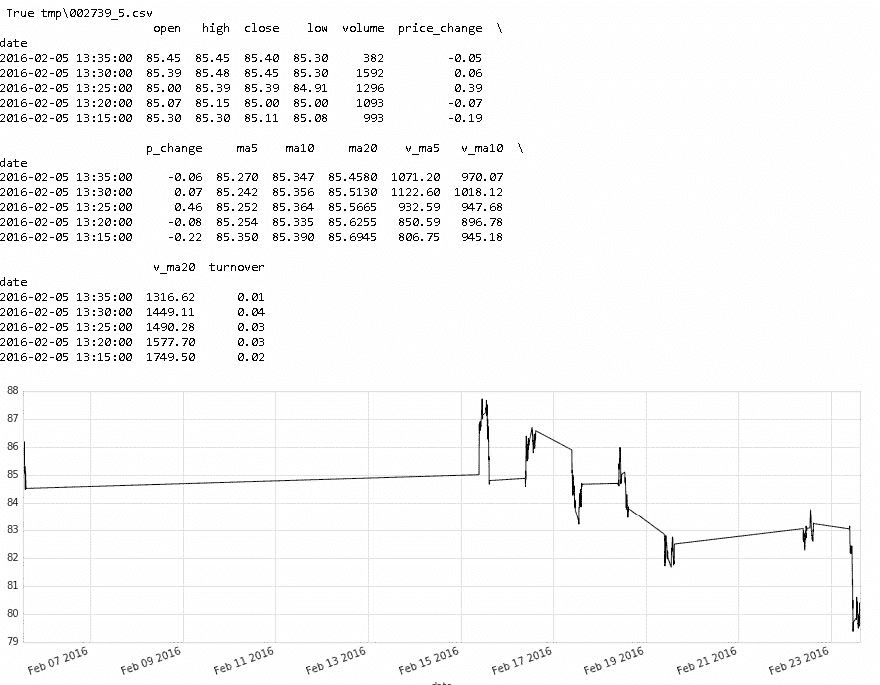 True tmp\002739_5.csv
open high close low volume price_change \
date
2016-02-05 13:35:00 85.45 85.45 85.40 85.30 382 -0.05
2016-02-05 13:30:00 85.39 85.48 85.45 85.30 1592 0.06
2016-02-05 13:25:00 85.00 85.39 85.39 84.91 1296 0.39
2016-02-05 13:20:00 85.07 85.15 85.00 85.00 1093 -0.07
2016-02-05 13:15:00 85.30 85.30 85.11 85.08 993 -0.19
p_change ma5 ma10 ma20 v_ma5 v_ma10 \
date
2016-02-05 13:35:00 -0.06 85.270 85.347 85.4580 1071.20 970.07
2016-02-05 13:30:00 0.07 85.242 85.356 85.5130 1122.60 1018.12
2016-02-05 13:25:00 0.46 85.252 85.364 85.5665 932.59 947.68
2016-02-05 13:20:00 -0.08 85.254 85.335 85.6255 850.59 896.78
2016-02-05 13:15:00 -0.22 85.350 85.390 85.6945 806.75 945.18
v_ma20 turnover
date
2016-02-05 13:35:00 1316.62 0.01
2016-02-05 13:30:00 1449.11 0.04
2016-02-05 13:25:00 1490.28 0.03
2016-02-05 13:20:00 1577.70 0.03
2016-02-05 13:15:00 1749.50 0.02
88
87
86
85
84
83
82
81
80
79
Feb 07 2016
Feb 09 2016
Feb 11 2016
Feb 13 2016
Feb 15 2016
Feb 17 2016
Feb 19 2016
Feb 21 2016
Feb 23 2016